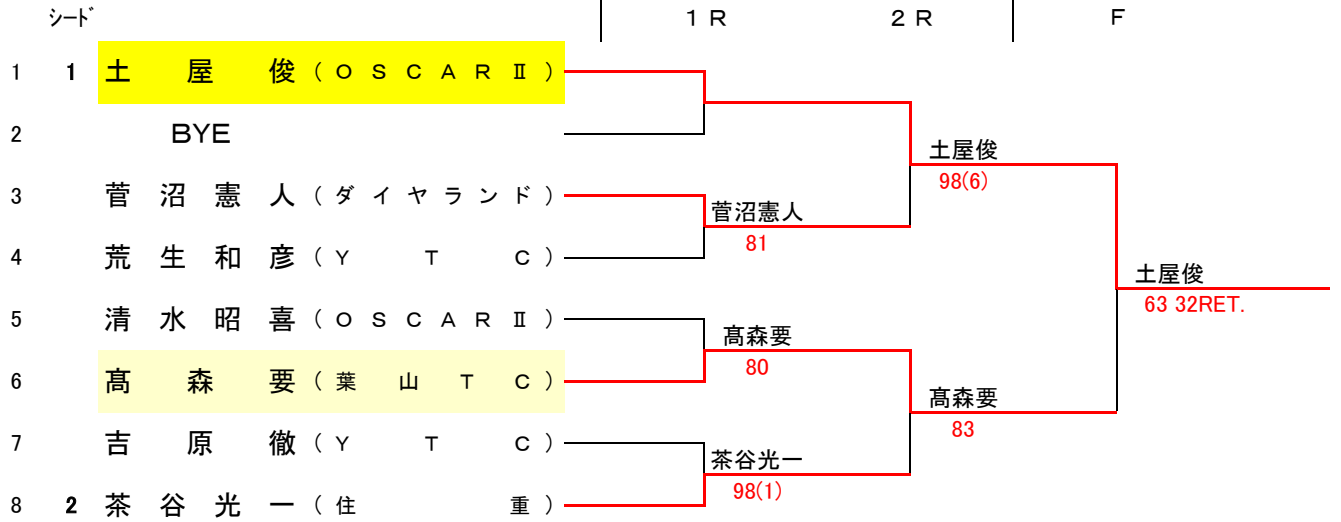 シード 1R 2R F
1 1 土屋俊(OSCARⅡ)
2 BYE
土屋俊
98(6)
3 菅沼憲人(ダイヤランド)
菅沼憲人
81
4 荒生和彦(YTC)
土屋俊
63 32RET.
5 清水昭喜(OSCARⅡ)
髙森要
80
6 髙森要(葉山TC)
髙森要
83
7 吉原徹(YTC)
茶谷光一
98(1)
8 2 茶谷光一(住重)